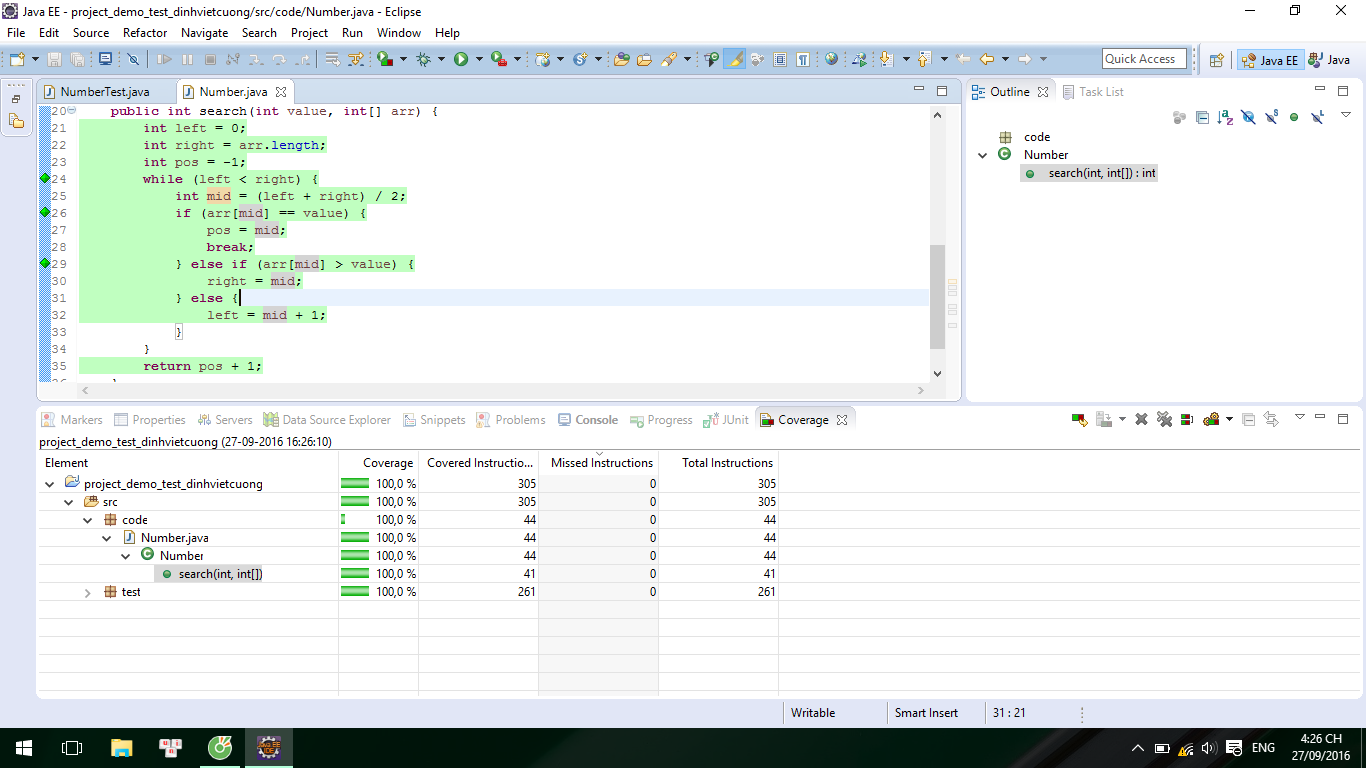 Java EE - project_demo_test_dinhvietcuong/src/code/Number.java - Eclipse
File Edit Source Refactor Navigate Search Project Run Window Help
Quick Access Java EE Java
NumberTest.java Number.java
20 public int search(int value, int[] arr) {
21 int left = 0;
22 int right = arr.length;
23 int pos = -1;
24 while (left < right) {
25 int mid = (left + right) / 2;
26 if (arr[mid] == value) {
27 pos = mid;
28 break;
29 } else if (arr[mid] > value) {
30 right = mid;
31 } else {
32 left = mid + 1;
33 }
34 }
35 return pos + 1;
Outline Task List
code
Number
search(int, int[]) : int
Markers Properties Servers Data Source Explorer Snippets Problems Console Progress JUnit Coverage
project_demo_test_dinhvietcuong (27-09-2016 16:26:10)
Element Coverage Covered Instructio... Missed Instructions Total Instructions
project_demo_test_dinhvietcuong 100,0 % 305 0 305
src 100,0 % 305 0 305
code 100,0 % 44 0 44
Number.java 100,0 % 44 0 44
Number 100,0 % 44 0 44
search(int, int[]) 100,0 % 41 0 41
test 100,0 % 261 0 261
Writable Smart Insert 31 : 21
ENG
4:26 CH
27/09/2016